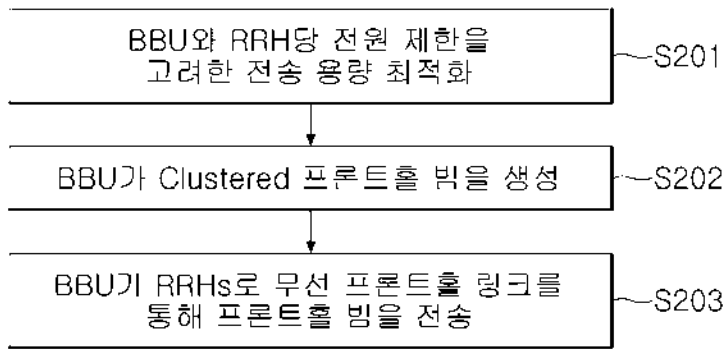 BBU와 RRH당 전원 제한을
고려한 전송 용량 최적화
S201
BBU가 Clustered 프론트홀 빔을 생성
S202
BBU가 RRHs로 무선 프론트홀 링크를
통해 프론트홀 빔을 전송
S203